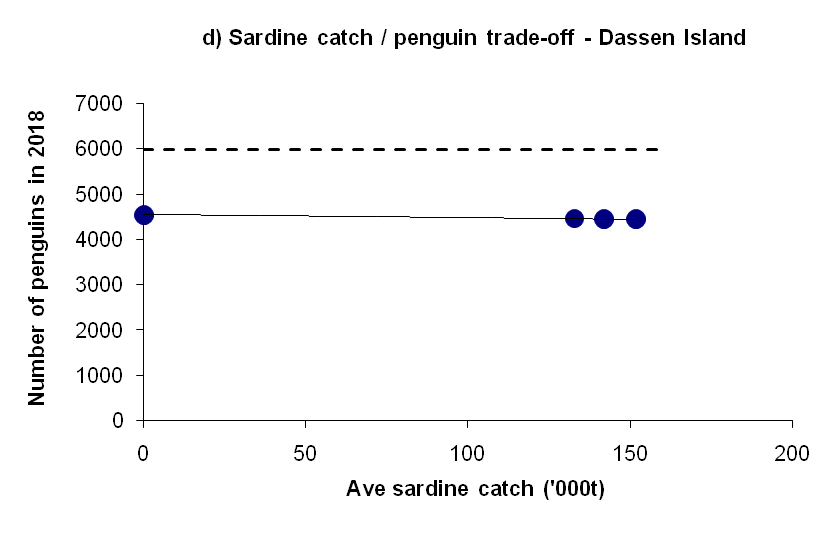 d) Sardine catch / penguin trade-off - Dassen Island
Number of penguins in 2018
7000
6000
5000
4000
3000
2000
1000
0
0 50 100 150 200
Ave sardine catch ('000t)